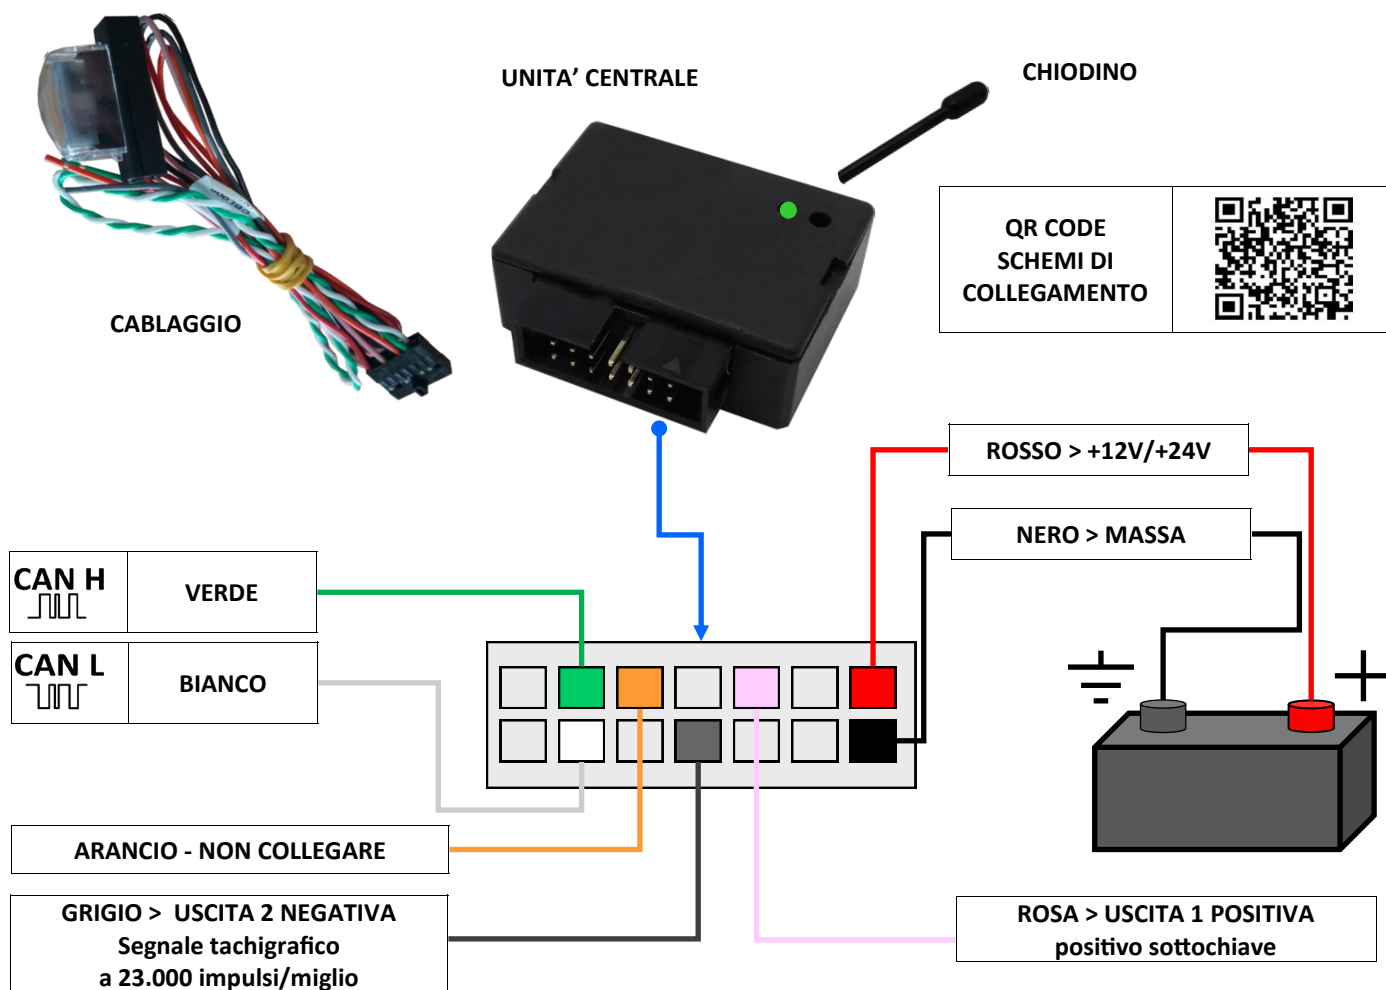 UNITA' CENTRALE
CHIODINO
QR CODE
SCHEMI DI
COLLEGAMENTO
CABLAGGIO
ROSSO > +12V/+24V
NERO > MASSA
CAN H
VERDE
CAN L
BIANCO
ARANCIO - NON COLLEGARE
GRIGIO > USCITA 2 NEGATIVA
Segnale tachigrafico
a 23.000 impulsi/miglio
ROSA > USCITA 1 POSITIVA
positivo sottochiave